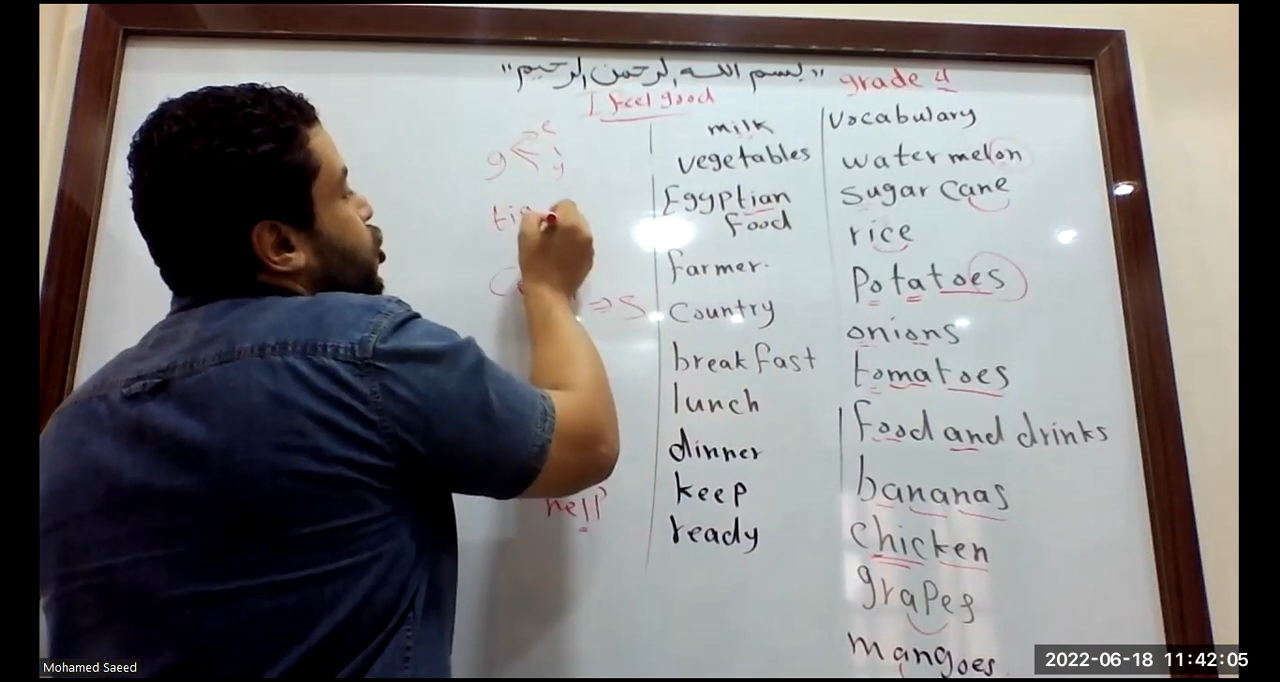 "بسم الله الرحمن الرحيم"
grade 4
I feel good
vocabulary
watermelon
sugar cane
rice
potatoes
onions
tomatoes
food and drinks
bananas
chicken
grapes
mangoes
milk
vegetables
Egyptian
food
farmer.
country
breakfast
lunch
dinner
keep
ready
g
e
i
y
⇒ S
help
Mohamed Saeed
2022-06-18 11:42:05